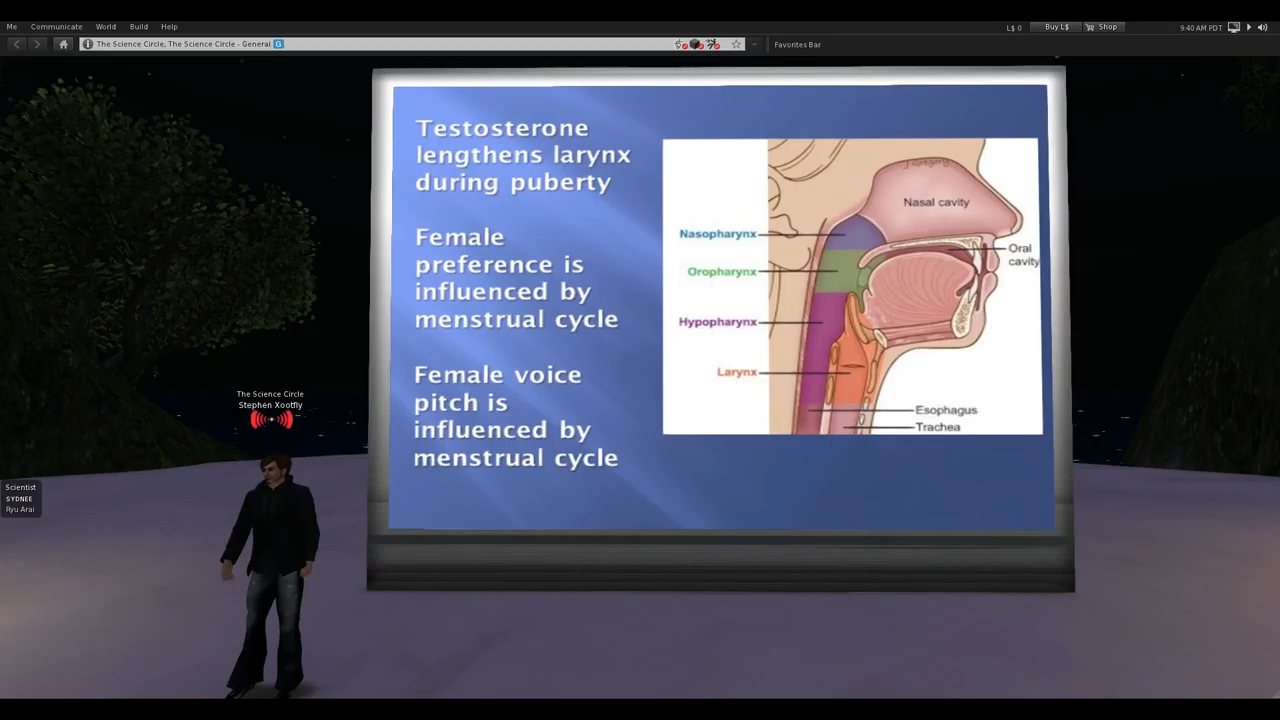 Me Communicate World Build Help
L$ 0 Buy L$ Shop 9:40 AM PDT
The Science Circle, The Science Circle - General G
Favorites Bar
Testosterone
lengthens larynx
during puberty
Female
preference is
influenced by
menstrual cycle
Female voice
pitch is
influenced by
menstrual cycle
Nasal cavity
Nasopharynx
Oral
cavity
Oropharynx
Hypopharynx
Larynx
Esophagus
Trachea
The Science Circle
Stephen Xootfly
Scientist
SYDNEE
Ryu Arai